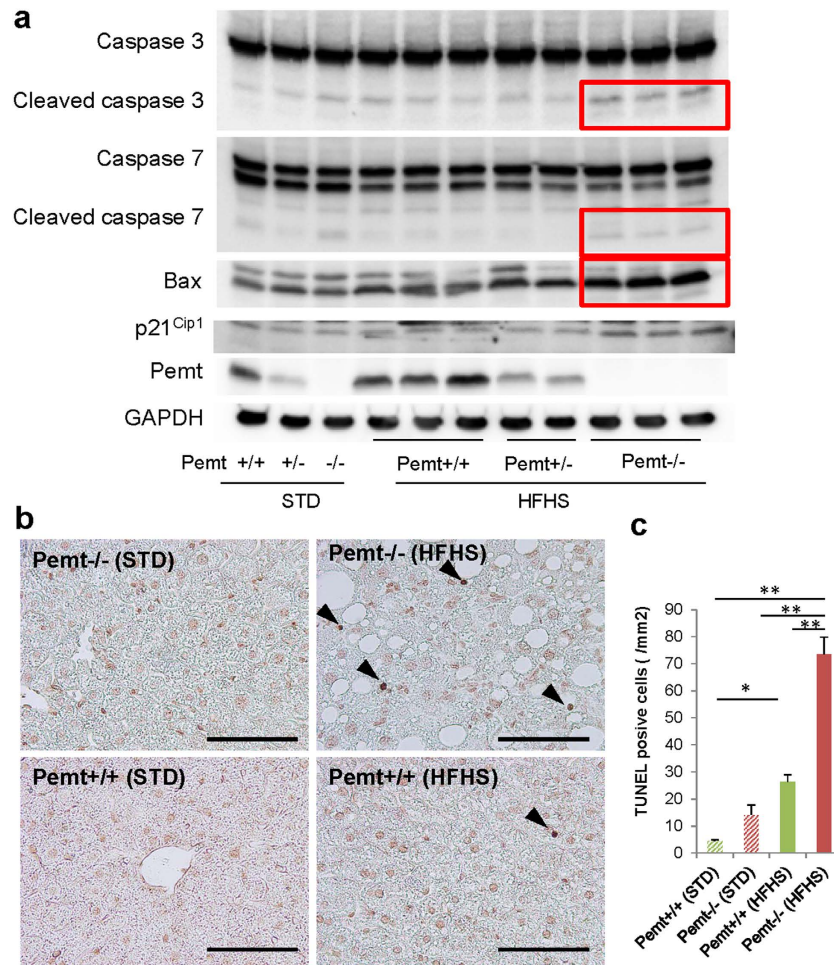 a
Caspase 3
Cleaved caspase 3
Caspase 7
Cleaved caspase 7
Bax
p21Cip1
Pemt
GAPDH
Pemt +/+ +/- -/- Pemt+/+ Pemt+/- Pemt-/-
STD HFHS
b
Pemt-/- (STD)
Pemt-/- (HFHS)
Pemt+/+ (STD)
Pemt+/+ (HFHS)
c
**
**
**
*
TUNEL posive cells ( /mm2)
90
80
70
60
50
40
30
20
10
0
Pemt+/+ (STD)
Pemt-/- (STD)
Pemt+/+ (HFHS)
Pemt-/- (HFHS)